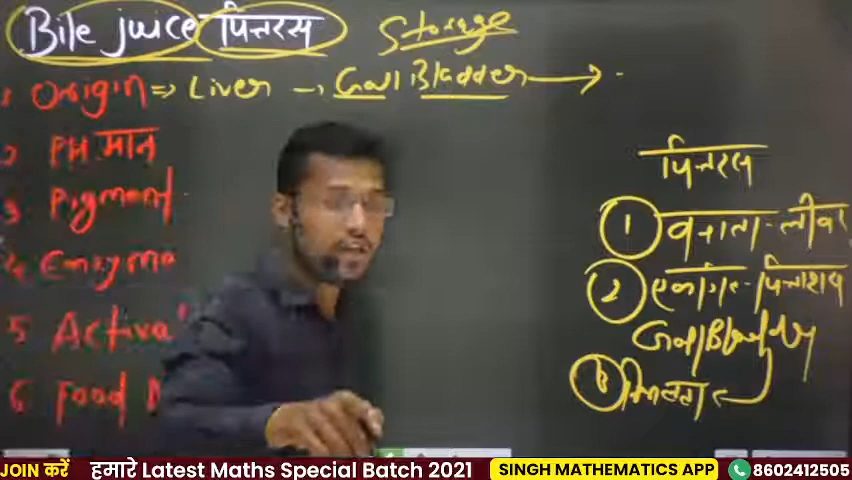 Bile juice पित्तरस Storage
1 Origin => Liver → Gall Bladder →
2 PH मान
3 Pigment
4 Enzyme
5 Activa
6 Food
पित्तरस
1 बनाता - लीवर
2 एकत्र - पित्ताशय
Gall Bladder
3
JOIN करें हमारे Latest Maths Special Batch 2021 SINGH MATHEMATICS APP 8602412505